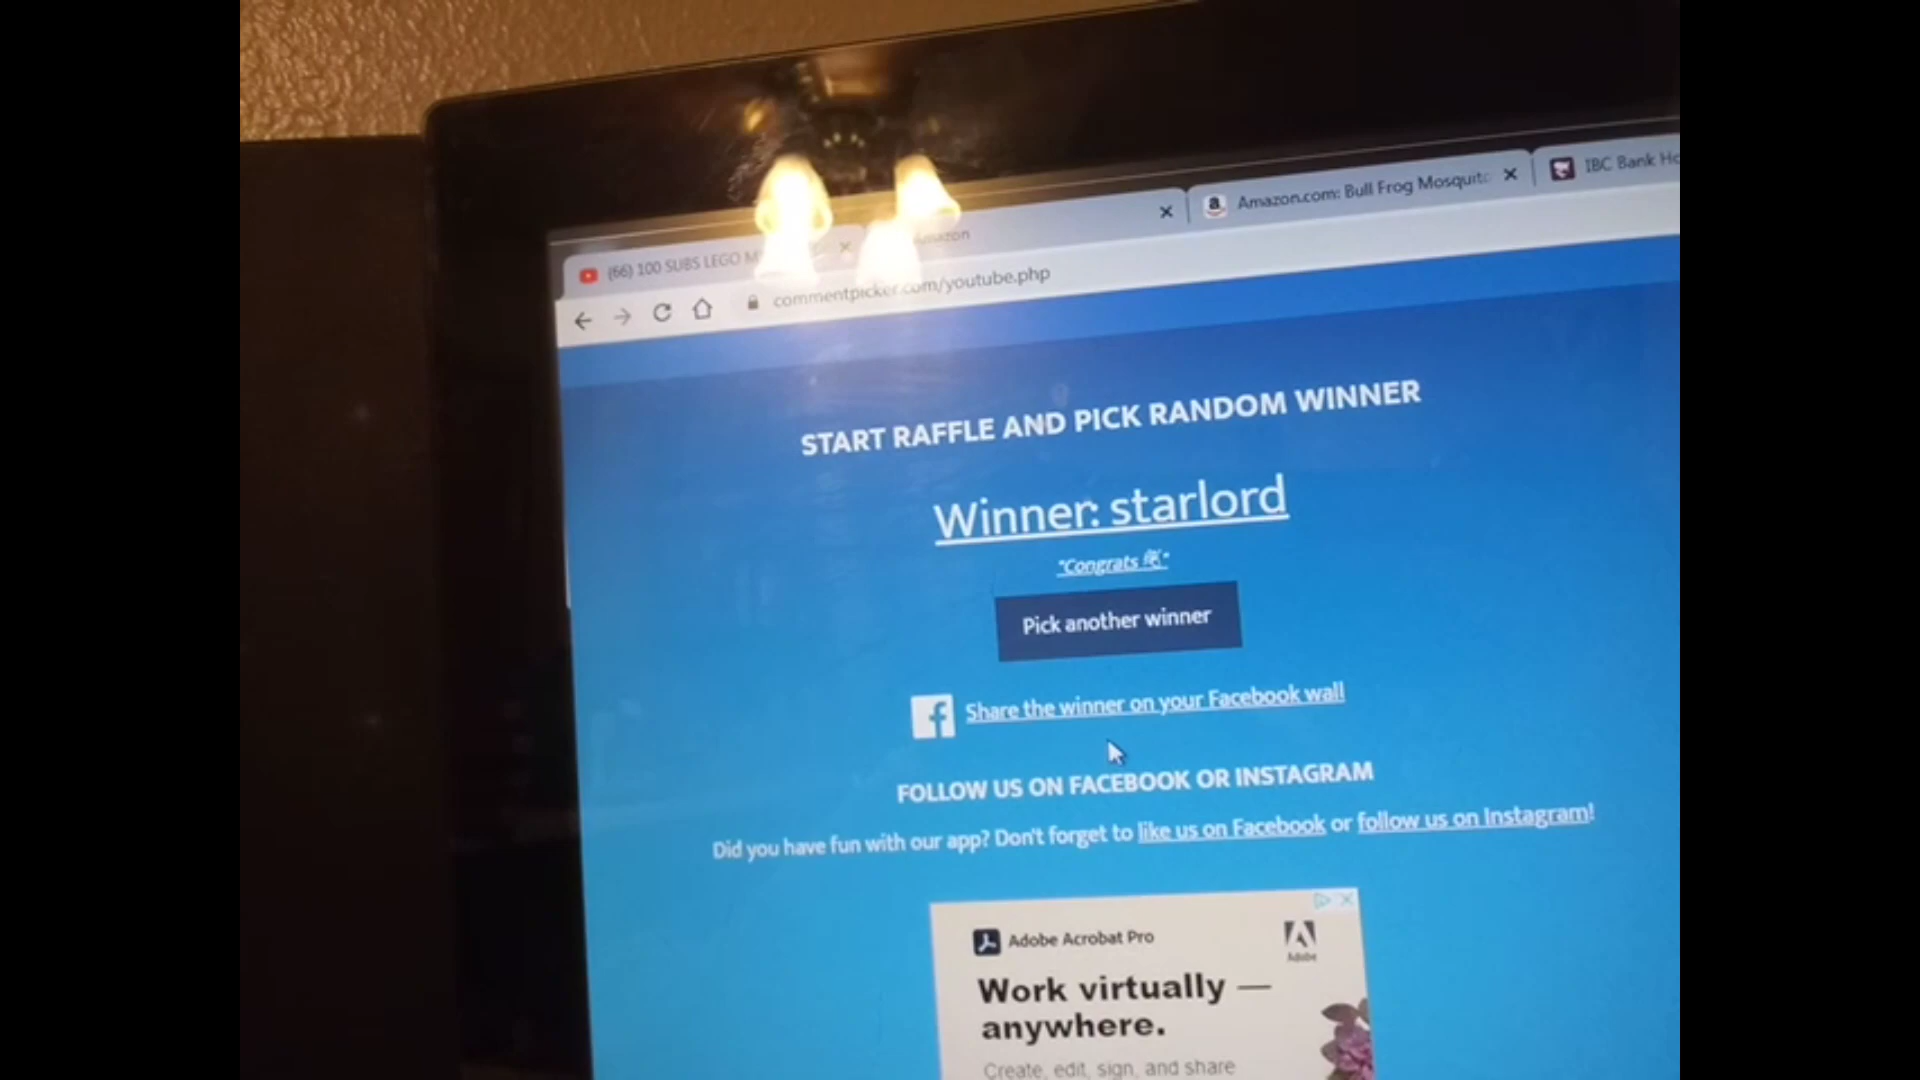 (66) 100 SUBS LEGO
Amazon.com: Bull Frog Mosquito
IBC Bank Ho
commentpicker.com/youtube.php
START RAFFLE AND PICK RANDOM WINNER
Winner: starlord
"Congrats 👏"
Pick another winner
Share the winner on your Facebook wall
FOLLOW US ON FACEBOOK OR INSTAGRAM
Did you have fun with our app? Don't forget to like us on Facebook or follow us on Instagram!
Adobe Acrobat Pro
Adobe
Work virtually —
anywhere.
Create, edit, sign, and share